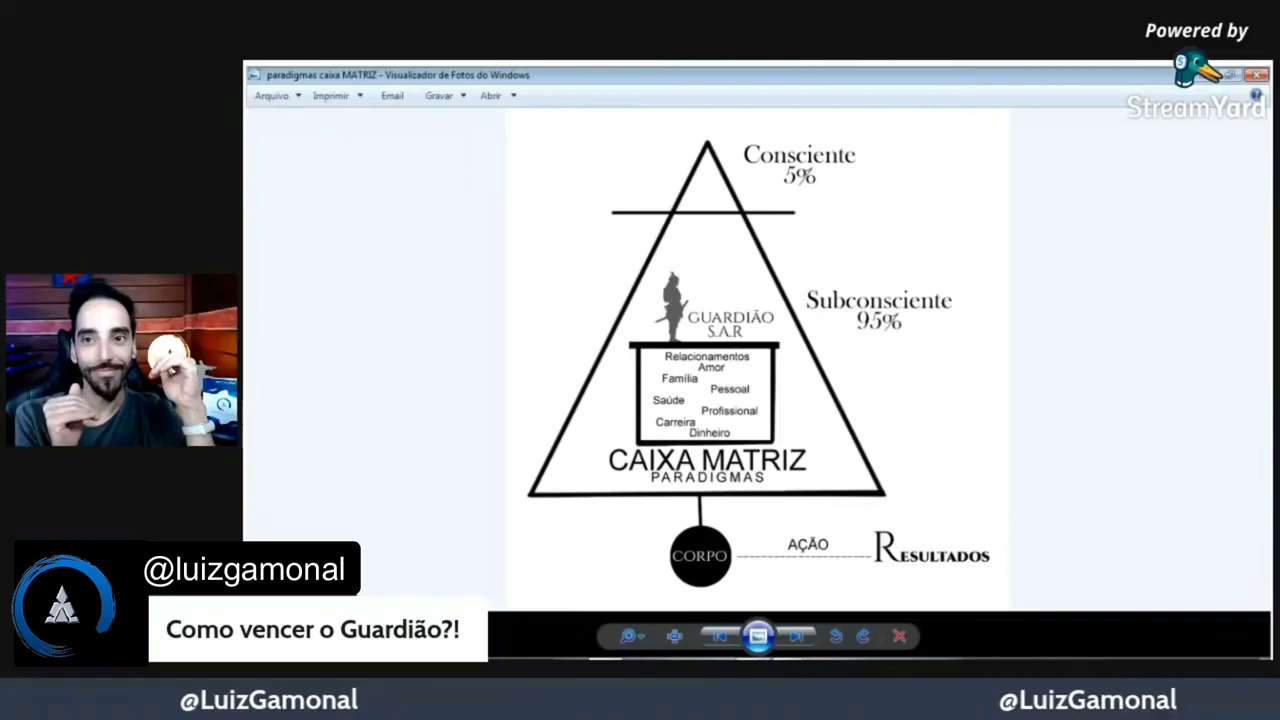 Powered by
StreamYard
paradigmas caixa MATRIZ - Visualizador de Fotos do Windows
Arquivo Imprimir Email Gravar Abrir
Consciente
5%
Subconsciente
95%
GUARDIÃO
S.A.R
Relacionamentos
Amor
Família
Pessoal
Saúde
Profissional
Carreira
Dinheiro
CAIXA MATRIZ
PARADIGMAS
CORPO
AÇÃO
RESULTADOS
@luizgamonal
Como vencer o Guardião?!
@LuizGamonal
@LuizGamonal